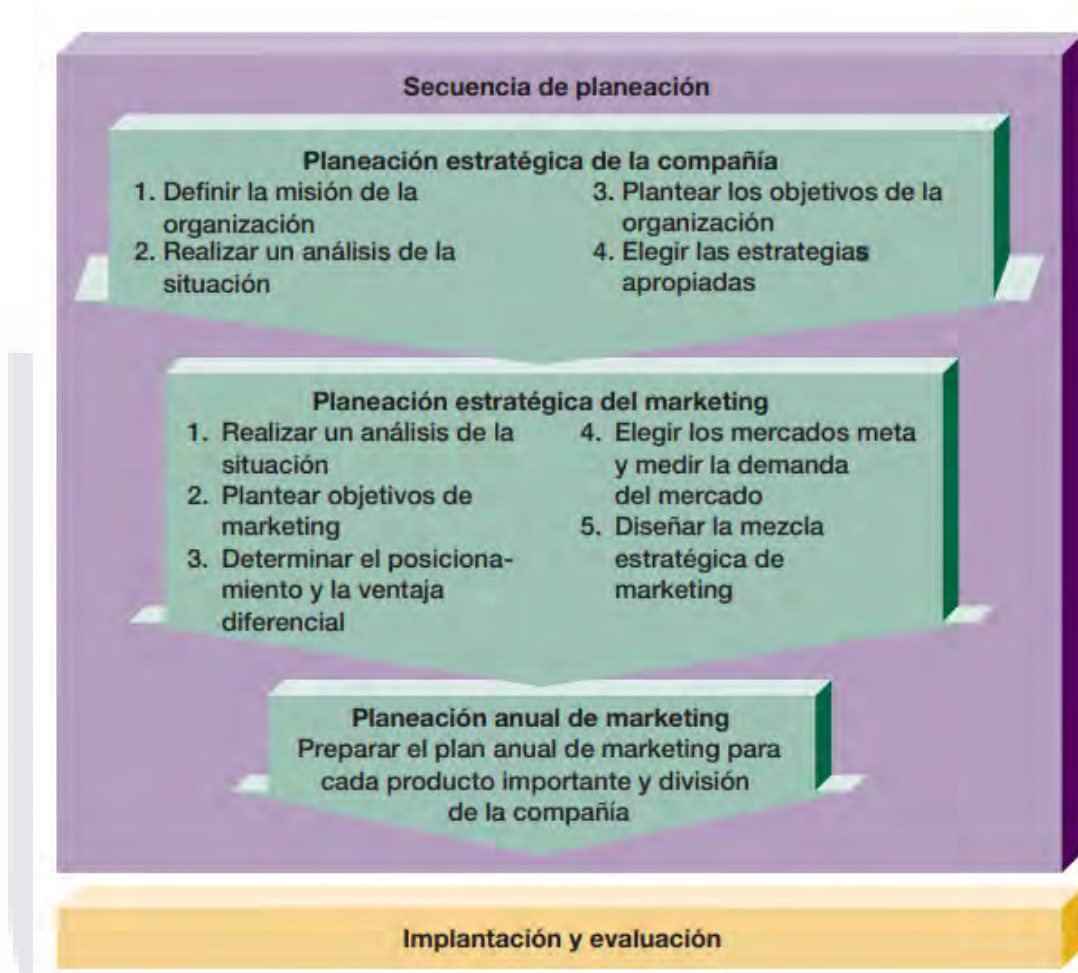 Secuencia de planeación
Planeación estratégica de la compañía
1. Definir la misión de la
organización
2. Realizar un análisis de la
situación
3. Plantear los objetivos de la
organización
4. Elegir las estrategias
apropiadas
Planeación estratégica del marketing
1. Realizar un análisis de la
situación
2. Plantear objetivos de
marketing
3. Determinar el posiciona-
miento y la ventaja
diferencial
4. Elegir los mercados meta
y medir la demanda
del mercado
5. Diseñar la mezcla
estratégica de
marketing
Planeación anual de marketing
Preparar el plan anual de marketing para
cada producto importante y división
de la compañía
Implantación y evaluación